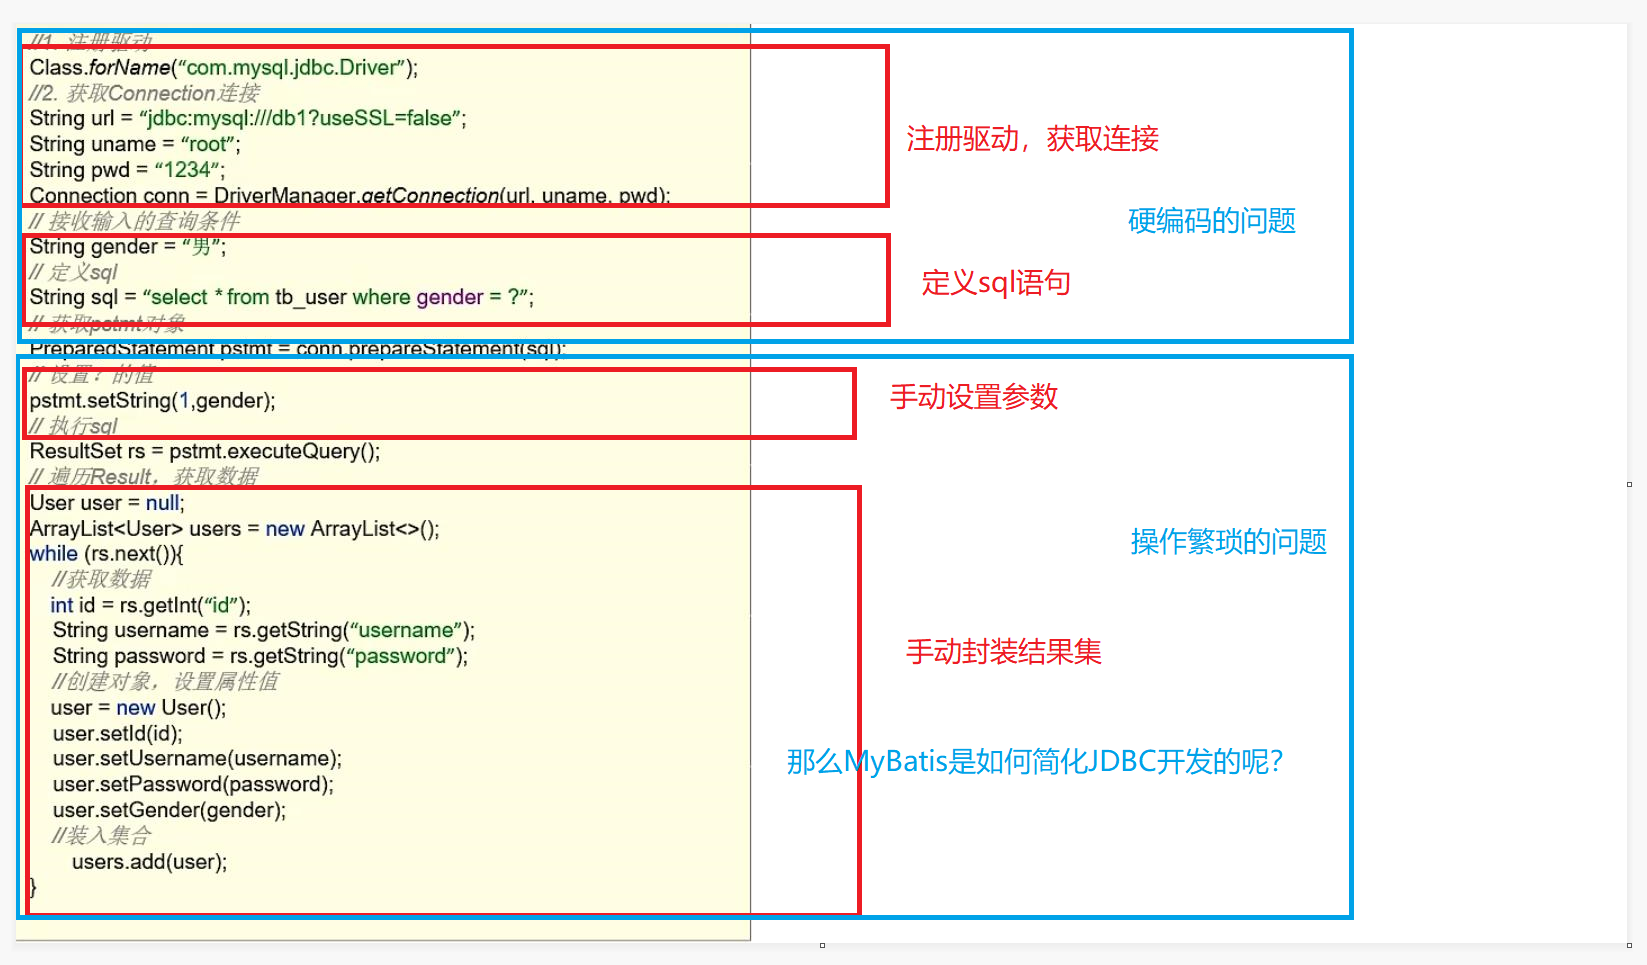 //1. 注册驱动
Class.forName(“com.mysql.jdbc.Driver”);
//2. 获取Connection连接
String url = “jdbc:mysql:///db1?useSSL=false”;
String uname = “root”;
String pwd = “1234”;
Connection conn = DriverManager.getConnection(url, uname, pwd);
注册驱动，获取连接
// 接收输入的查询条件
String gender = “男”;
// 定义sql
String sql = “select * from tb_user where gender = ?”;
硬编码的问题
定义sql语句
// 获取pstmt对象
PreparedStatement pstmt = conn.prepareStatement(sql);
// 设置？的值
pstmt.setString(1,gender);
手动设置参数
// 执行sql
ResultSet rs = pstmt.executeQuery();
// 遍历Result，获取数据
User user = null;
ArrayList<User> users = new ArrayList<>();
while (rs.next()){
//获取数据
int id = rs.getInt(“id”);
String username = rs.getString(“username”);
String password = rs.getString(“password”);
//创建对象，设置属性值
user = new User();
user.setId(id);
user.setUsername(username);
user.setPassword(password);
user.setGender(gender);
//装入集合
users.add(user);
}
操作繁琐的问题
手动封装结果集
那么MyBatis是如何简化JDBC开发的呢？